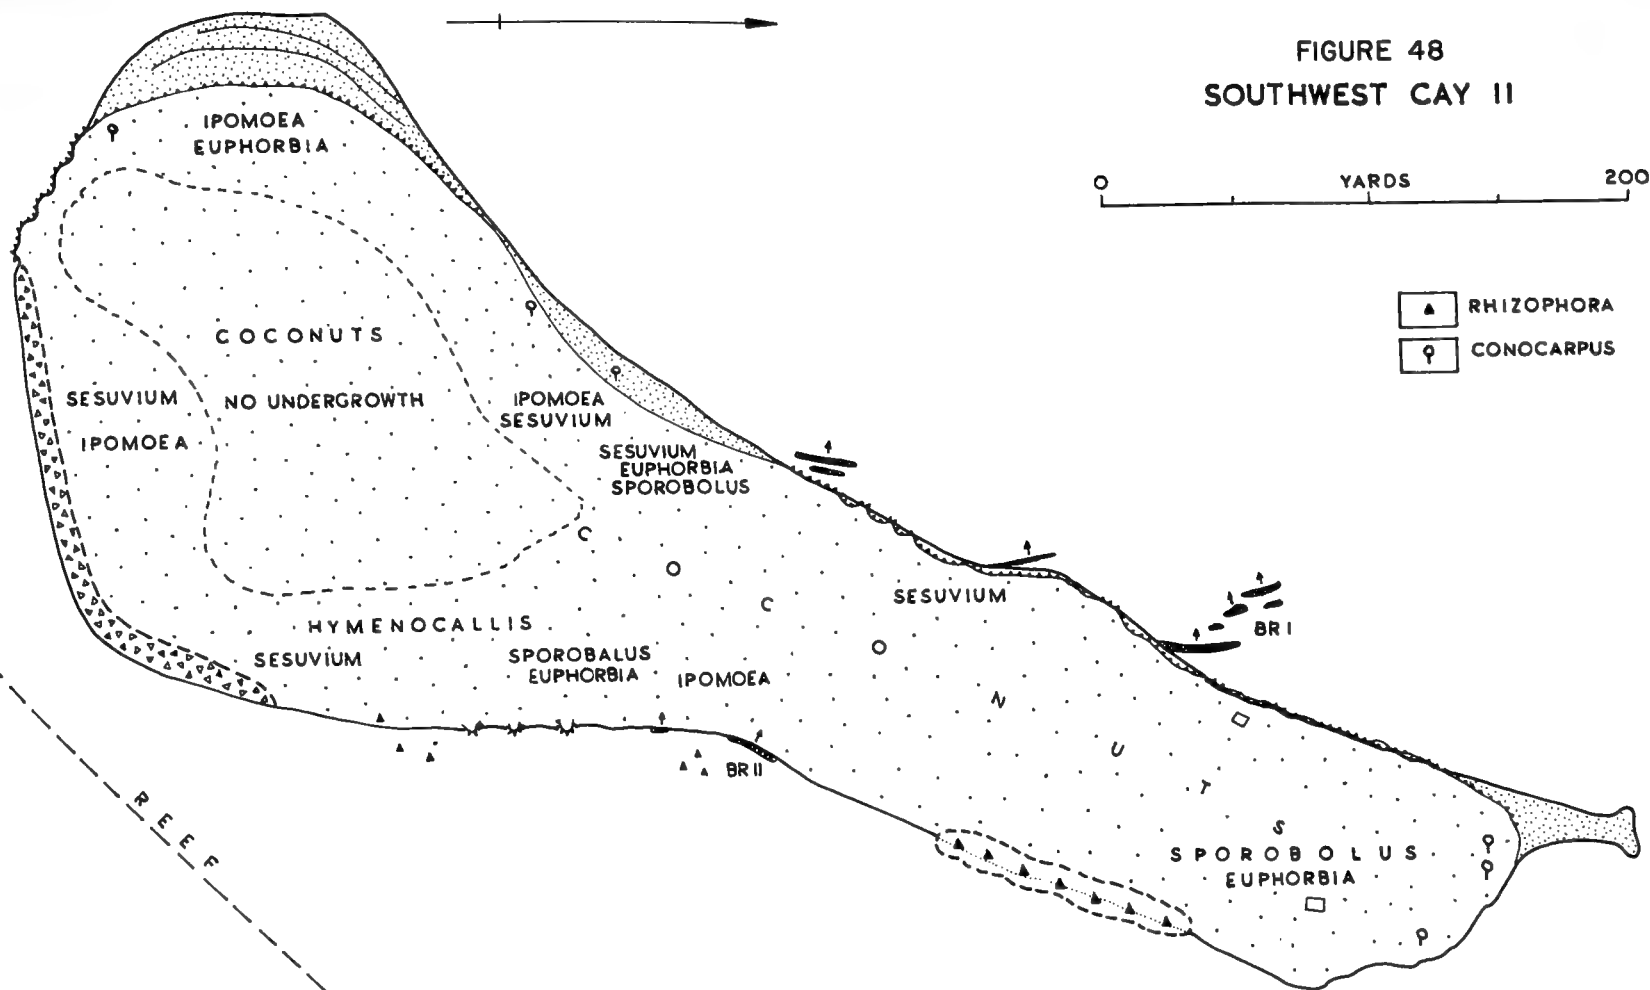 FIGURE 48
SOUTHWEST CAY II
0 YARDS 200
RHIZOPHORA
CONOCARPUS
IPOMOEA
EUPHORBIA
COCONUTS
NO UNDERGROWTH
SESUVIUM
IPOMOEA
IPOMOEA
SESUVIUM
SESUVIUM
EUPHORBIA
SPOROBOLUS
COCONUTS
SESUVIUM
BR I
HYMENOCALLIS
SESUVIUM
SPOROBALUS
EUPHORBIA
IPOMOEA
BR II
SPOROBOLUS
EUPHORBIA
REEF